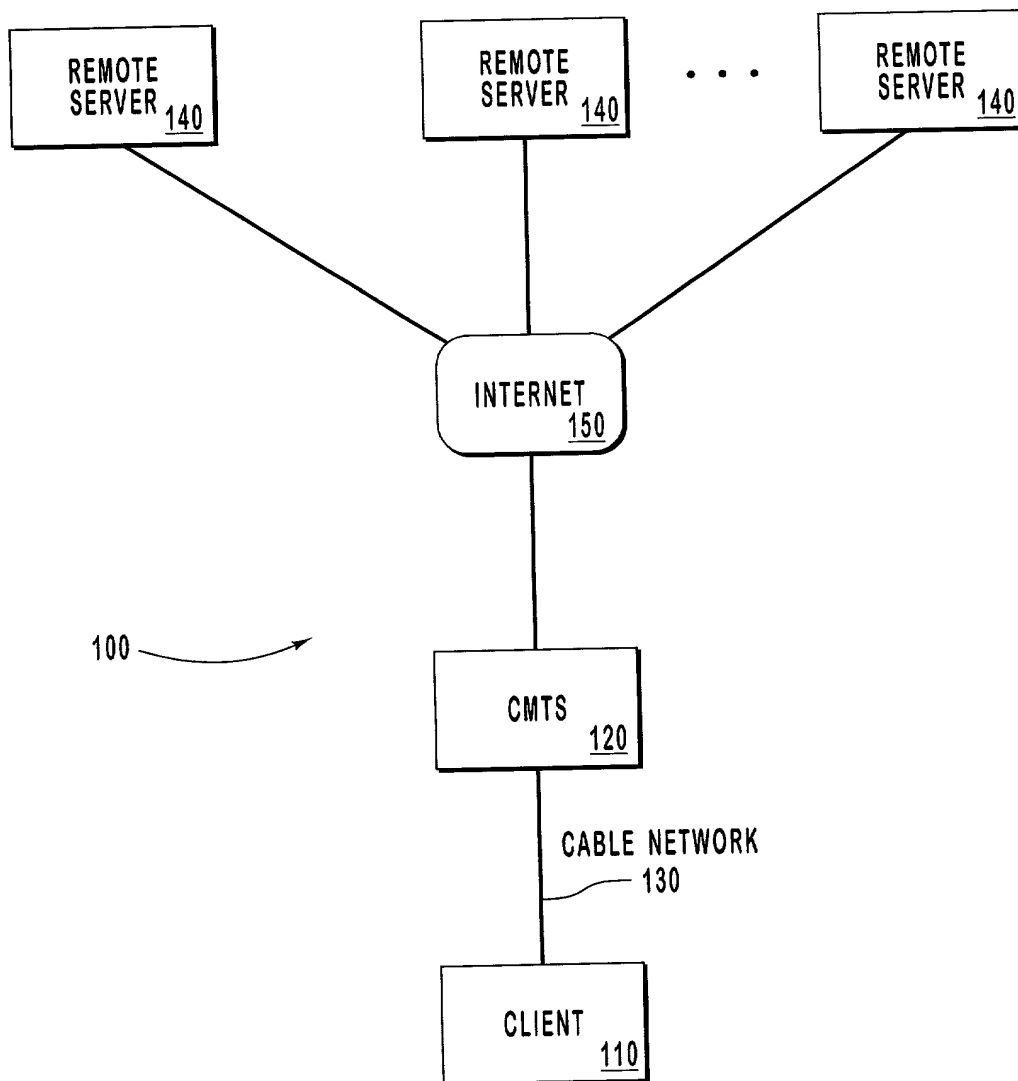 REMOTE
SERVER
140
REMOTE
SERVER
140
. . .
REMOTE
SERVER
140
INTERNET
150
100
CMTS
120
CABLE NETWORK
130
CLIENT
110